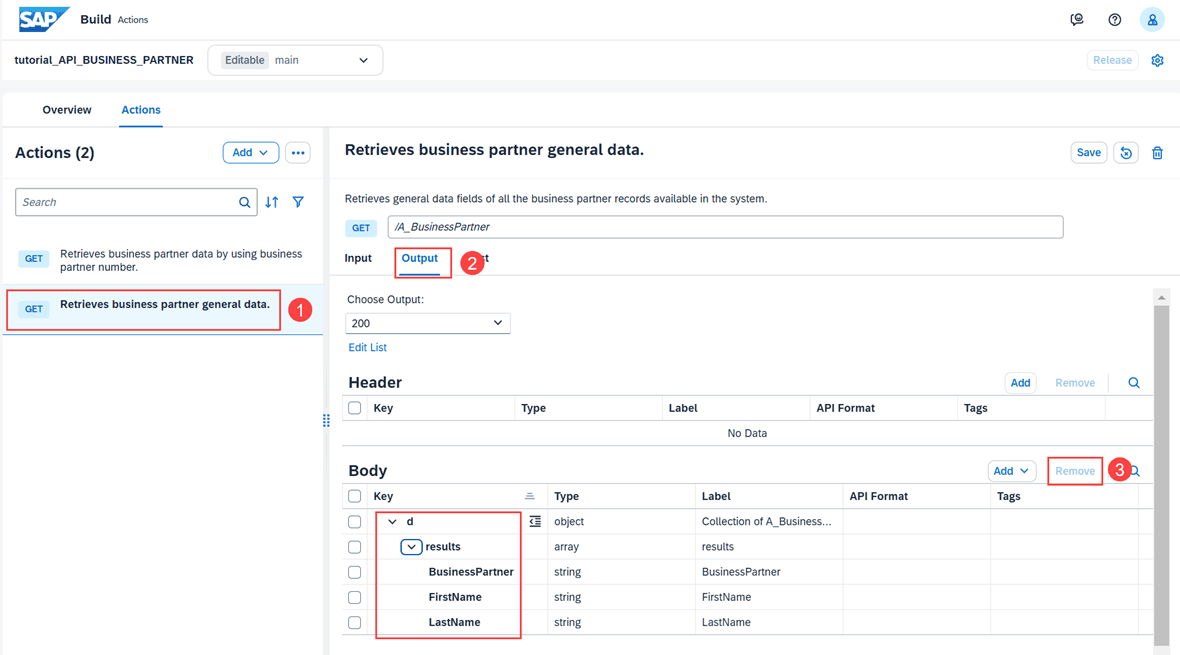 SAP Build Actions
tutorial_API_BUSINESS_PARTNER Editable main Release
Overview Actions
Actions (2) Add
Search
GET Retrieves business partner data by using business
partner number.
GET Retrieves business partner general data. 1
Retrieves business partner general data. Save
Retrieves general data fields of all the business partner records available in the system.
GET /A_BusinessPartner
Input Output 2
Choose Output:
200
Edit List
Header Add Remove
Key Type Label API Format Tags
No Data
Body Add Remove 3
Key Type Label API Format Tags
d object Collection of A_Business...
results array results
BusinessPartner string BusinessPartner
FirstName string FirstName
LastName string LastName